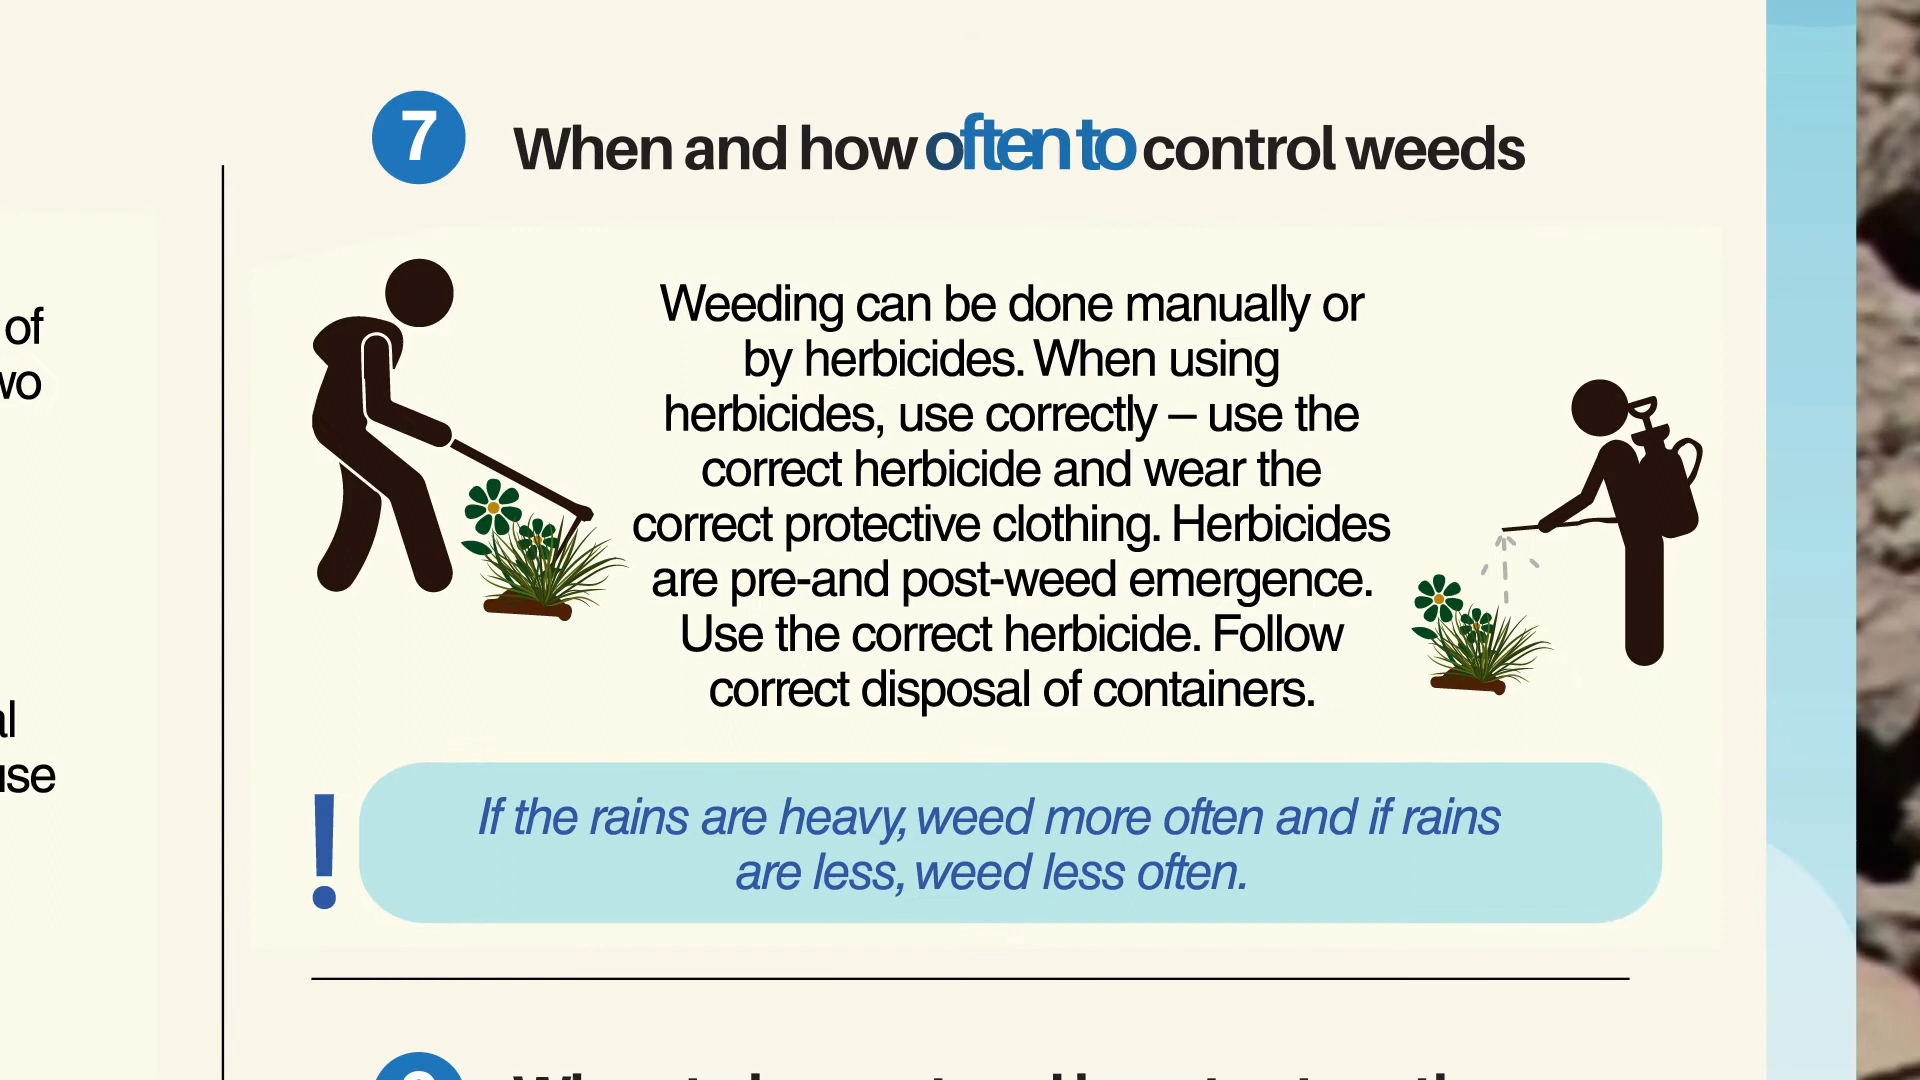 7
When and how often to control weeds
of
al
use
Weeding can be done manually or
by herbicides. When using
herbicides, use correctly – use the
correct herbicide and wear the
correct protective clothing. Herbicides
are pre-and post-weed emergence.
Use the correct herbicide. Follow
correct disposal of containers.
!
If the rains are heavy, weed more often and if rains
are less, weed less often.